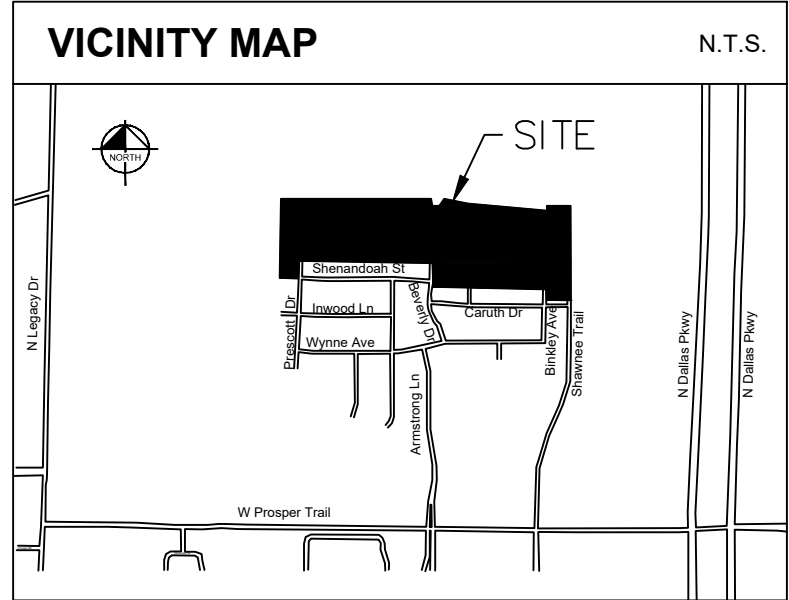 VICINITY MAP
N.T.S.
SITE
NORTH
Shenandoah St
Beverly Dr
Inwood Ln
Caruth Dr
Prescott Dr
Wynne Ave
Binkley Ave
Shawnee Trail
N Legacy Dr
N Dallas Pkwy
N Dallas Pkwy
Armstrong Ln
W Prosper Trail